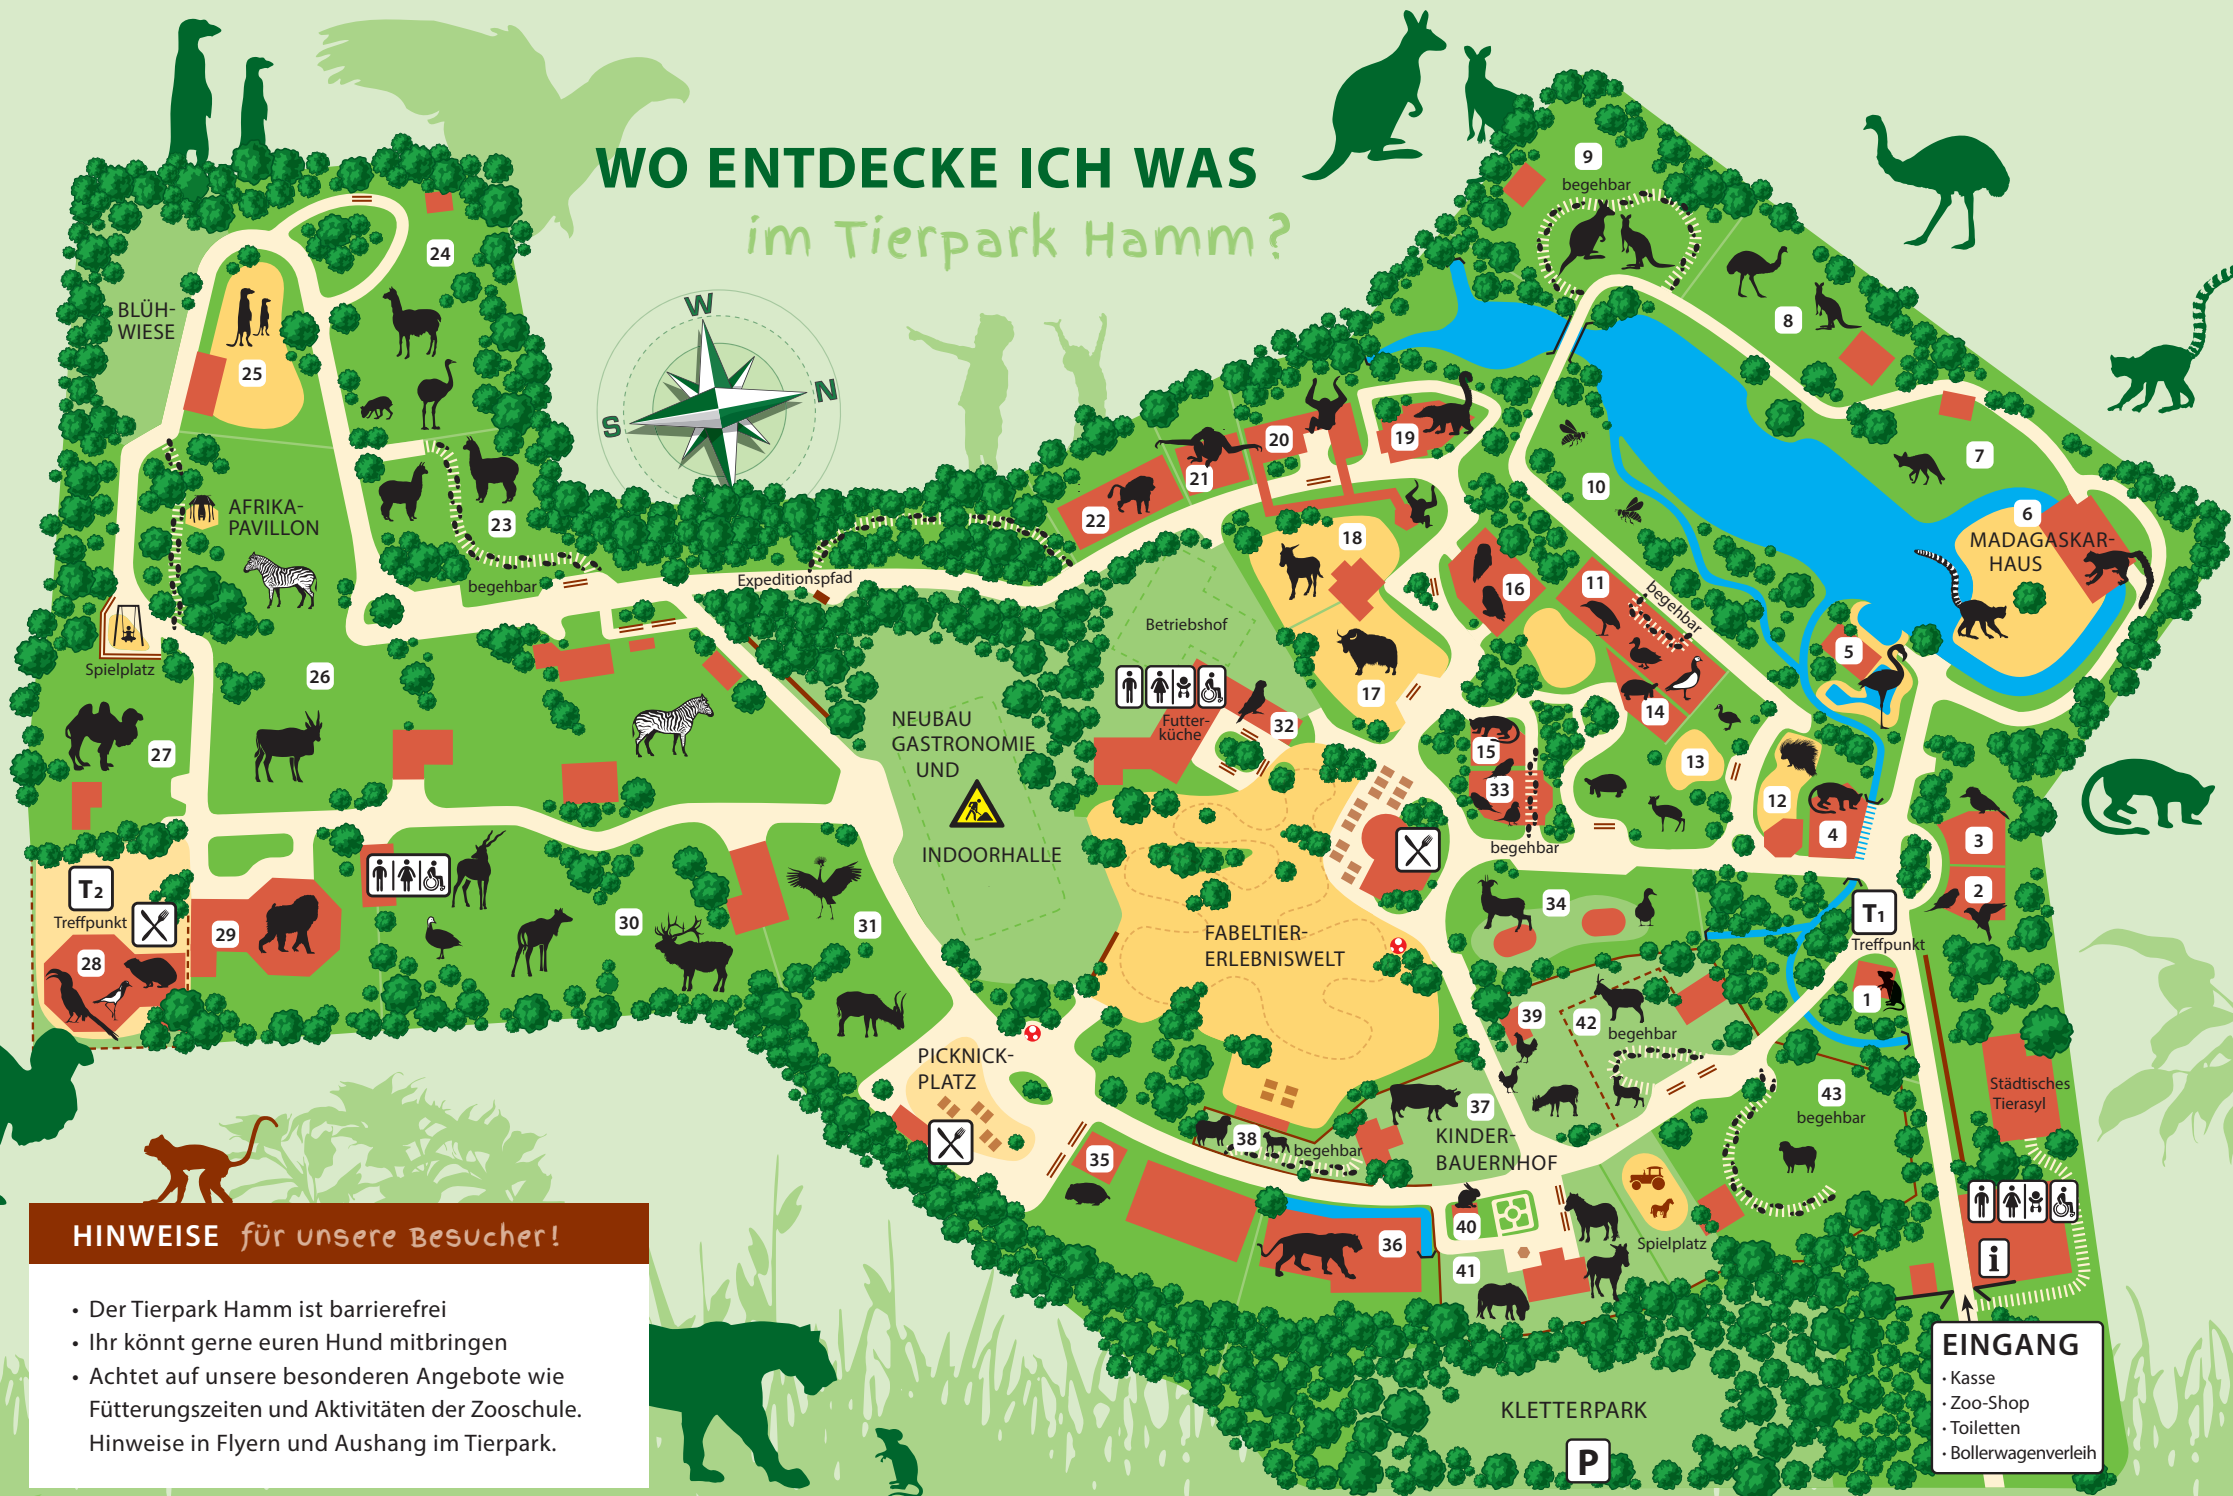 WO ENTDECKE ICH WAS
im Tierpark Hamm?
W
N
S
9
begehbar
8
7
6
MADAGASKAR-
HAUS
5
10
11
begehbar
16
14
13
12
4
3
2
T1
Treffpunkt
1
15
33
begehbar
34
19
20
21
22
18
17
Betriebshof
Futter-
küche
32
24
25
BLÜH-
WIESE
23
begehbar
Expeditionspfad
AFRIKA-
PAVILLON
Spielplatz
26
27
T2
Treffpunkt
28
29
30
31
NEUBAU
GASTRONOMIE
UND
INDOORHALLE
FABELTIER-
ERLEBNISWELT
PICKNICK-
PLATZ
35
36
37
38
begehbar
KINDER-
BAUERNHOF
39
40
41
42
begehbar
43
begehbar
Spielplatz
Städtisches
Tierasyl
i
KLETTERPARK
P
EINGANG
· Kasse
· Zoo-Shop
· Toiletten
· Bollerwagenverleih
HINWEISE für unsere Besucher!
• Der Tierpark Hamm ist barrierefrei
• Ihr könnt gerne euren Hund mitbringen
• Achtet auf unsere besonderen Angebote wie
Fütterungszeiten und Aktivitäten der Zooschule.
Hinweise in Flyern und Aushang im Tierpark.